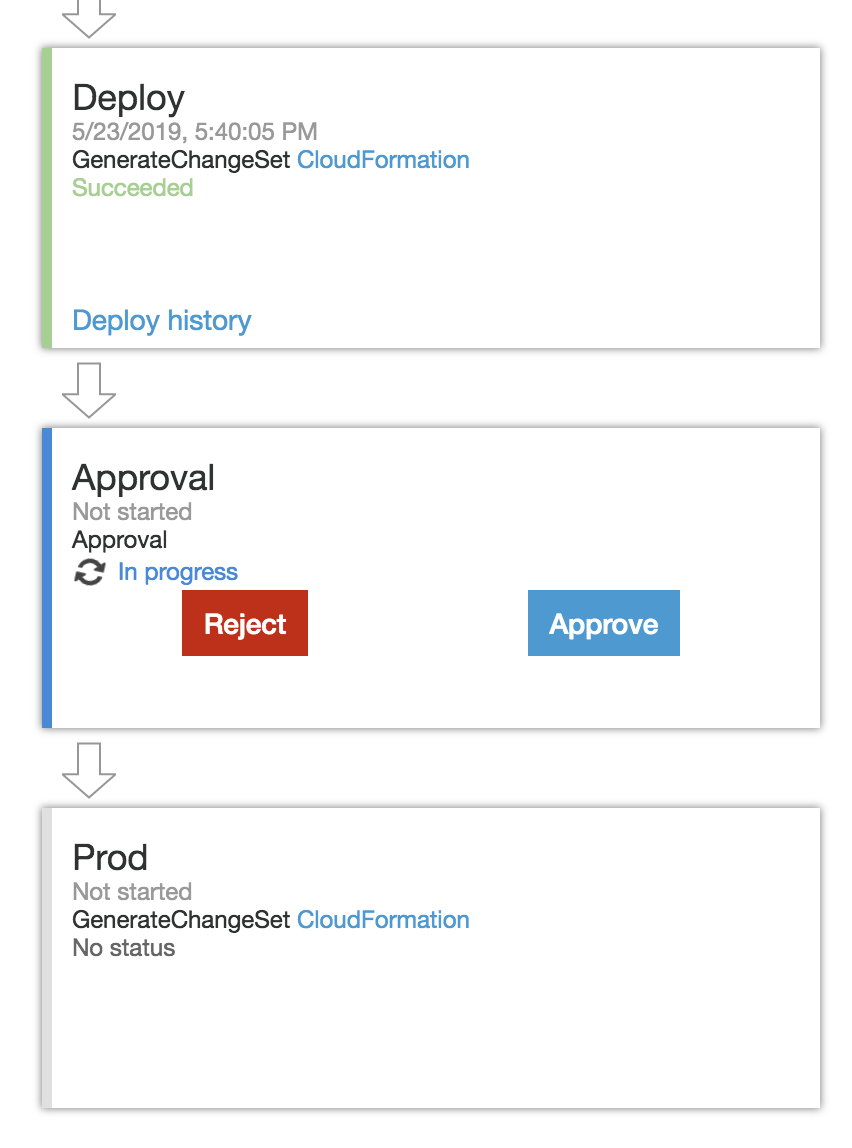 Deploy
5/23/2019, 5:40:05 PM
GenerateChangeSet CloudFormation
Succeeded
Deploy history
Approval
Not started
Approval
In progress
Reject Approve
Prod
Not started
GenerateChangeSet CloudFormation
No status